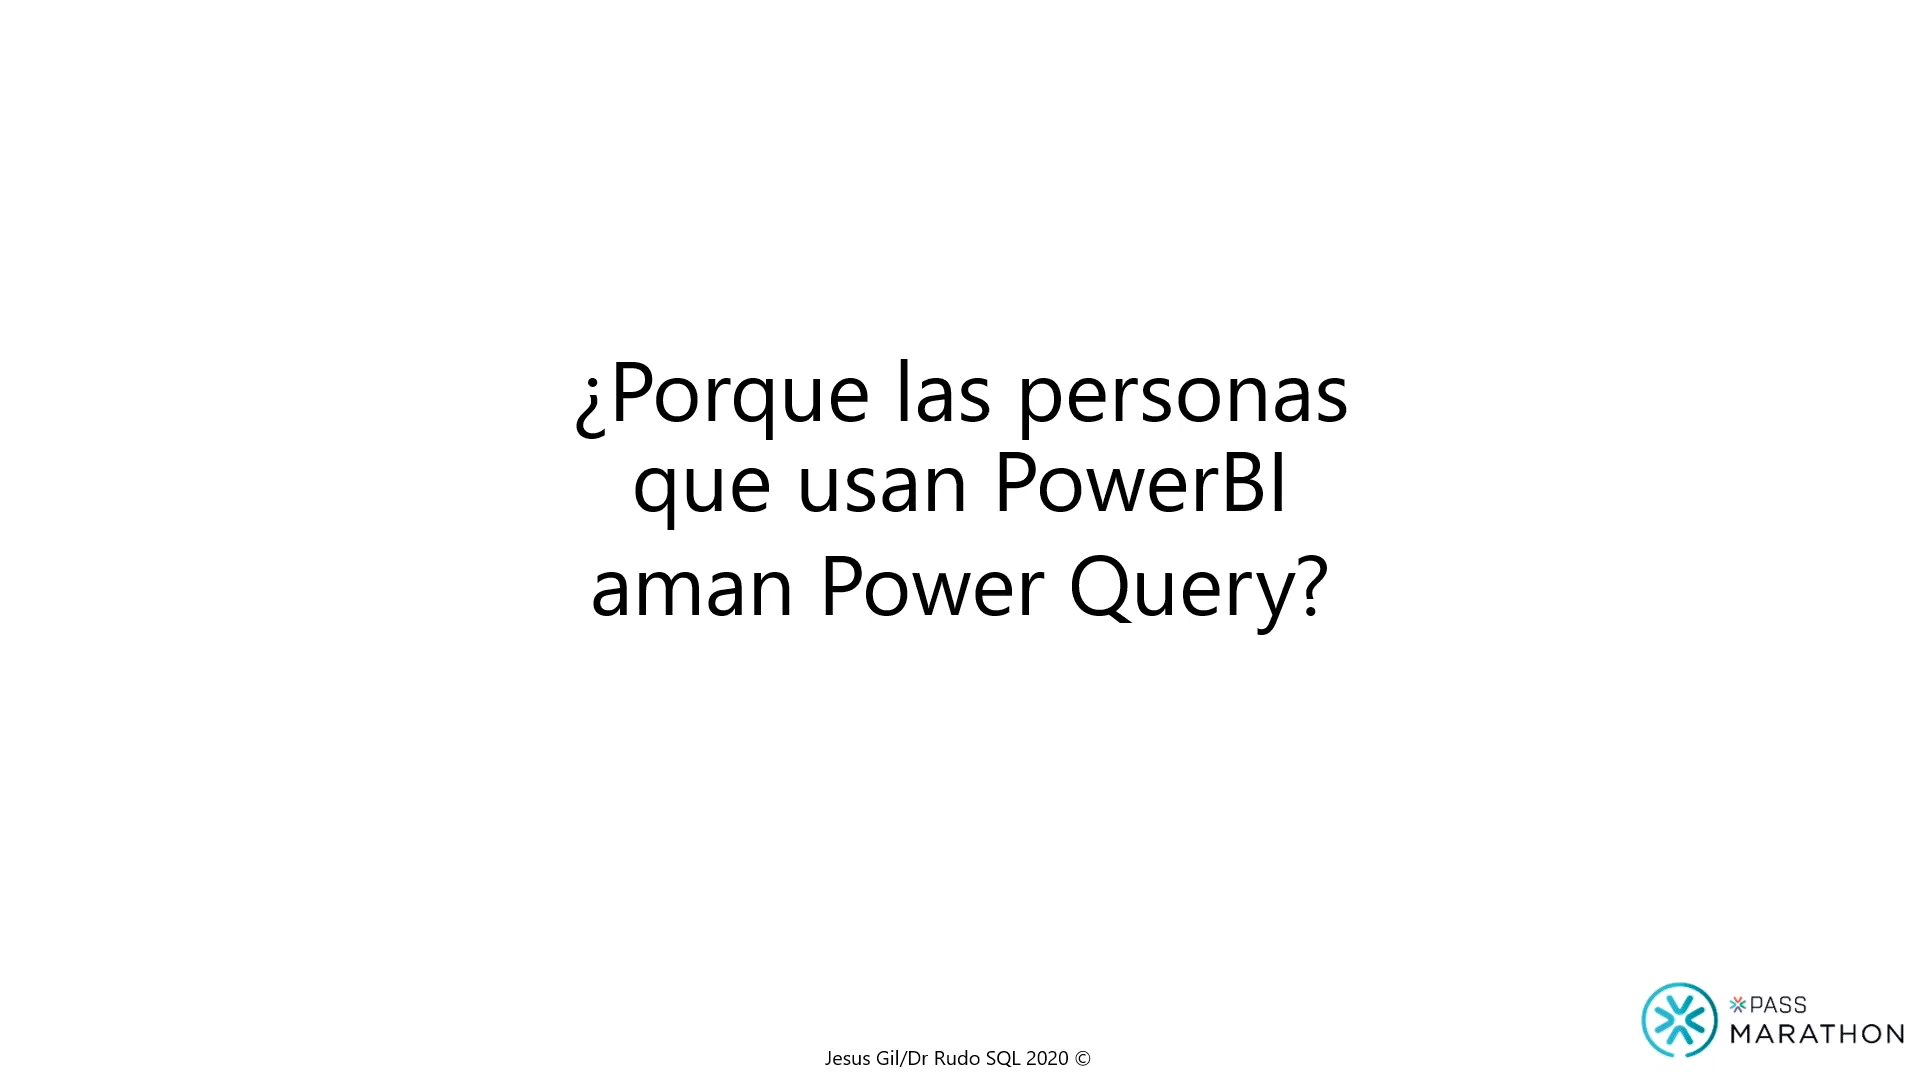 ¿Porque las personas
que usan PowerBI
aman Power Query?
PASS
MARATHON
Jesus Gil/Dr Rudo SQL 2020 ©